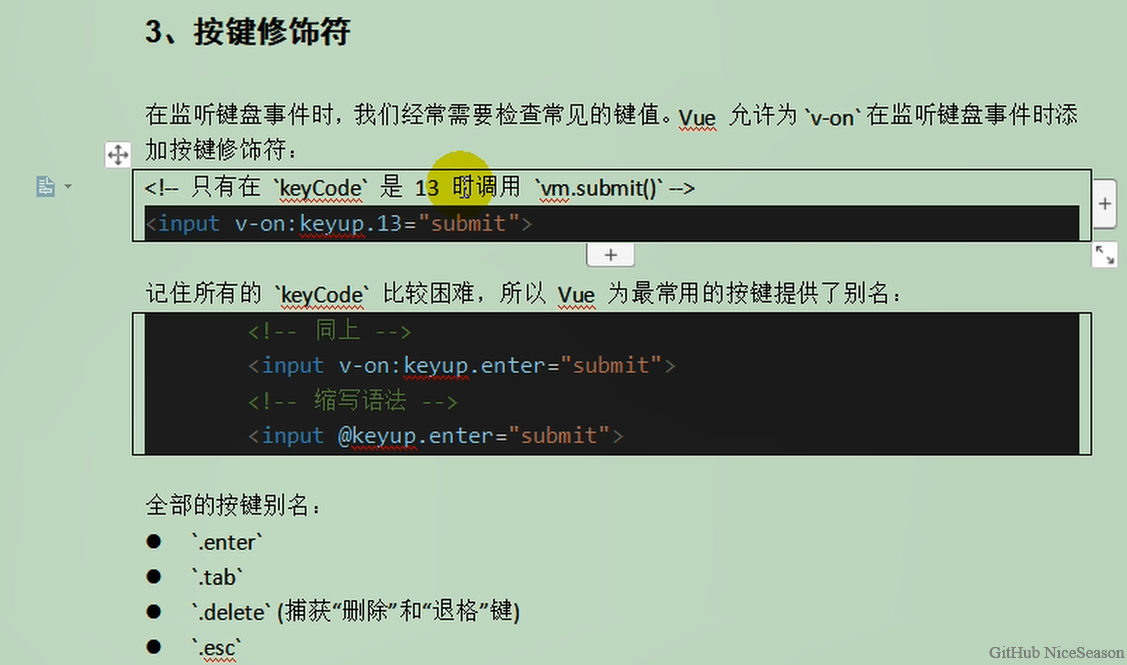 3、按键修饰符
在监听键盘事件时，我们经常需要检查常见的键值。Vue 允许为 `v-on` 在监听键盘事件时添
加按键修饰符：
<!-- 只有在 `keyCode` 是 13 时调用 `vm.submit()` -->
<input v-on:keyup.13="submit">
记住所有的 `keyCode` 比较困难，所以 Vue 为最常用的按键提供了别名：
<!-- 同上 -->
<input v-on:keyup.enter="submit">
<!-- 缩写语法 -->
<input @keyup.enter="submit">
全部的按键别名：
● `.enter`
● `.tab`
● `.delete` (捕获“删除”和“退格”键)
● `.esc`
GitHub NiceSeason